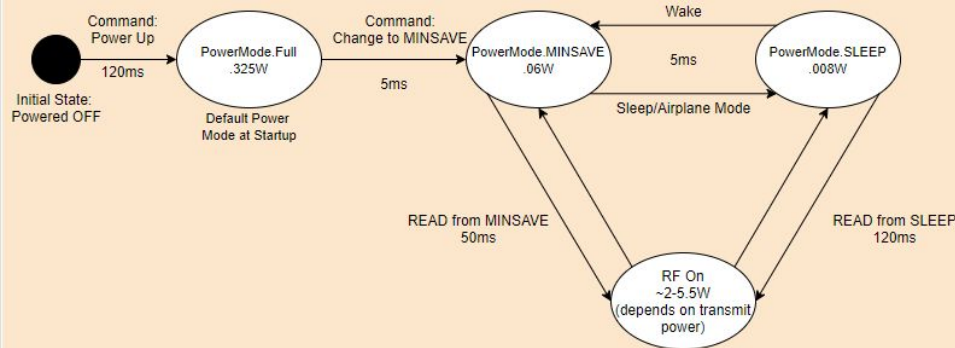 Command:
Power Up
120ms
Initial State:
Powered OFF
PowerMode.Full
.325W
Default Power
Mode at Startup
Command:
Change to MINSAVE
5ms
PowerMode.MINSAVE
.06W
Wake
5ms
Sleep/Airplane Mode
PowerMode.SLEEP
.008W
READ from MINSAVE
50ms
READ from SLEEP
120ms
RF On
~2-5.5W
(depends on transmit
power)